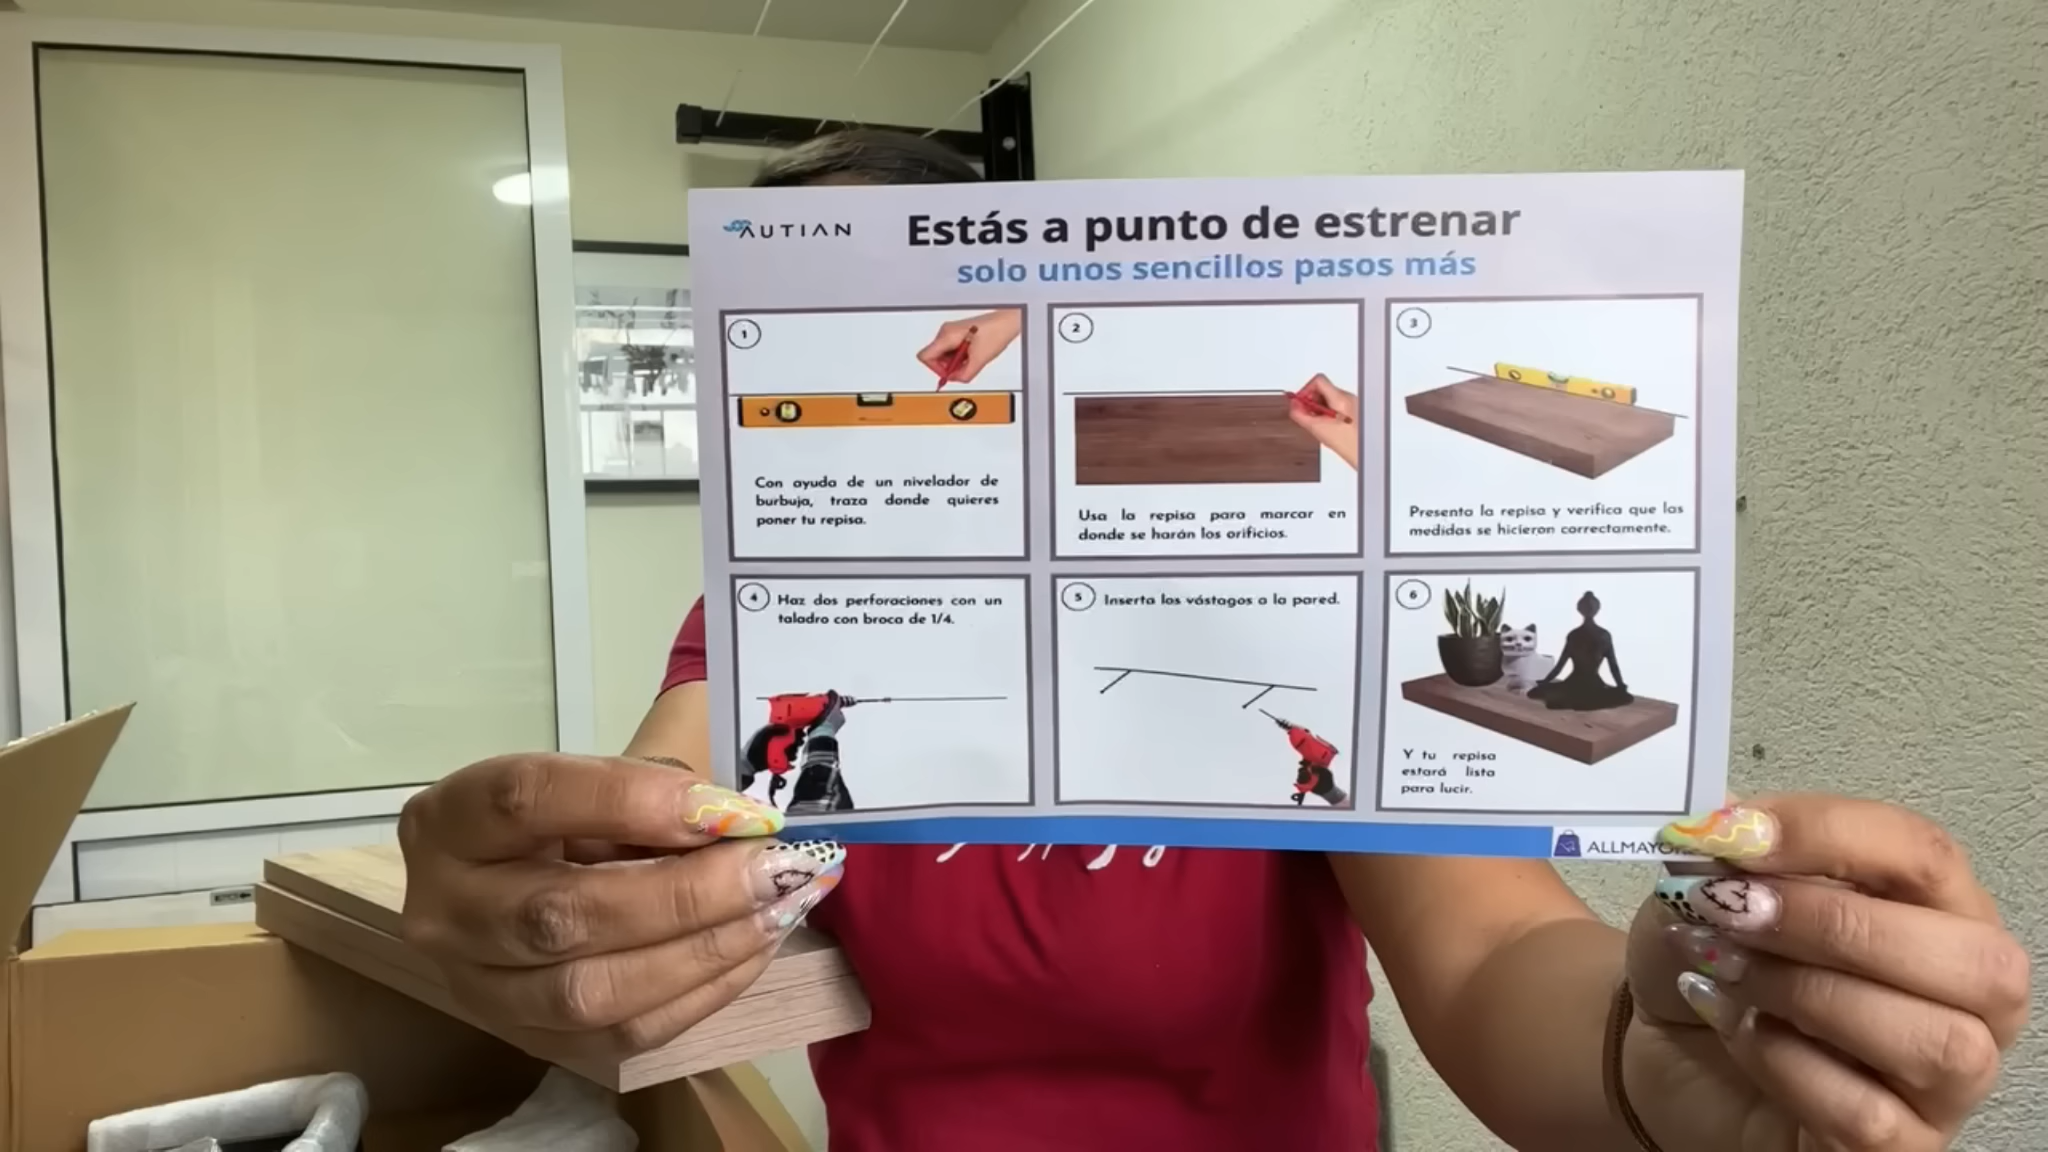 AUTIAN
Estás a punto de estrenar
solo unos sencillos pasos más
1
Con ayuda de un nivelador de
burbuja, traza donde quieres
poner tu repisa.
2
Usa la repisa para marcar en
donde se harán los orificios.
3
Presenta la repisa y verifica que las
medidas se hicieron correctamente.
4
Haz dos perforaciones con un
taladro con broca de 1/4.
5
Inserta los vástagos a la pared.
6
Y tu repisa
estará lista
para lucir.